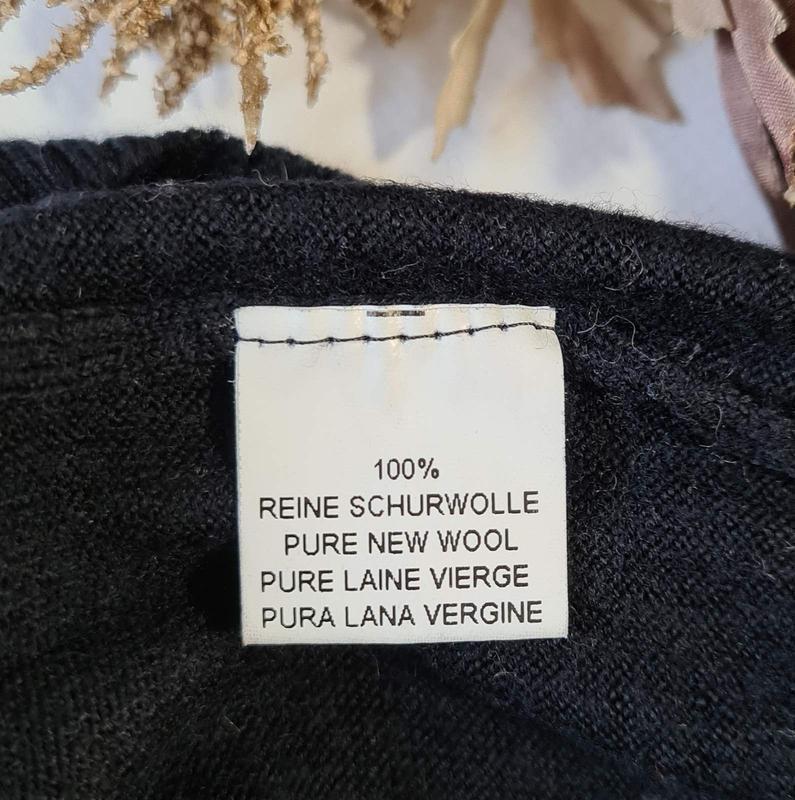 100%
REINE SCHURWOLLE
PURE NEW WOOL
PURE LAINE VIERGE
PURA LANA VERGINE